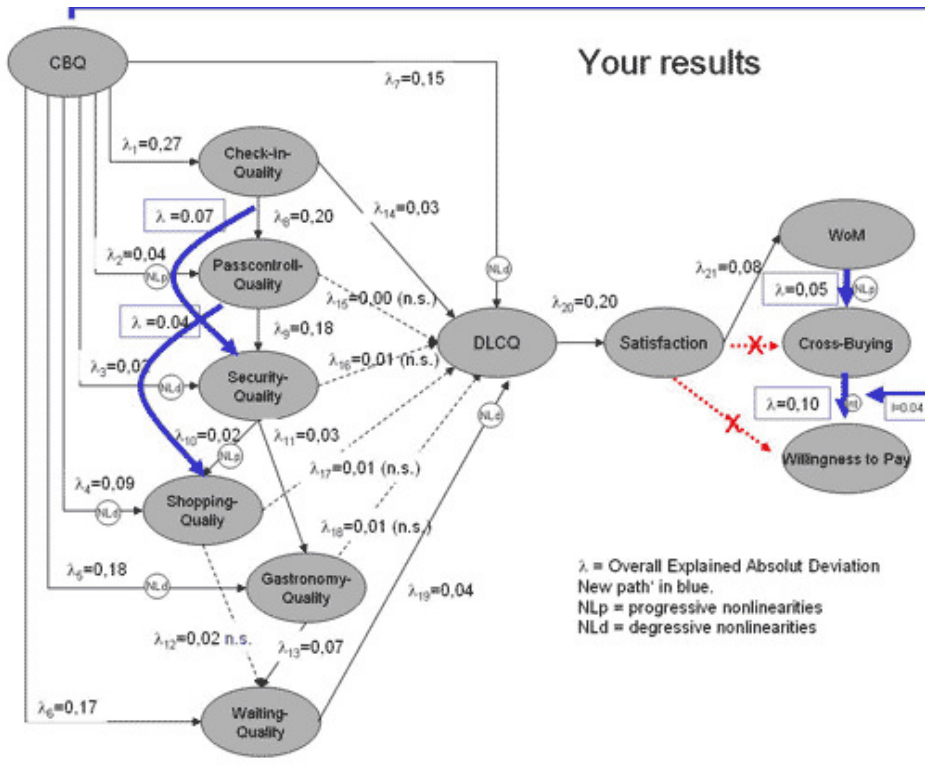 CBQ
Your results
λ7=0,15
λ1=0,27
Check-in-
Quality
λ =0.07
λ8=0,20
λ14=0,03
WoM
λ2=0,04
NLp
Passcontroll-
Quality
NLd
λ21=0,08
λ15=0,00 (n.s.)
λ20=0,20
λ=0,05
NLp
λ =0.04
λ9=0,18
DLCQ
Satisfaction
X
Cross-Buying
λ16=0,01 (n.s.)
NLd
Security-
Quality
NLd
λ=0,10
I=0.04
X
λ10=0,02
λ11=0,03
NLp
λ17=0,01 (n.s.)
Willingness to Pay
λ4=0,09
NLd
Shopping-
Qualiy
λ18=0,01 (n.s.)
λ5=0,18
NLd
Gastronomy-
Quality
λ19=0,04
λ = Overall Explained Absolut Deviation
New path' in blue.
NLp = progressive nonlinearities
NLd = degressive nonlinearities
λ12=0,02 n.s.
λ13=0,07
λ6=0,17
Waiting-
Quality